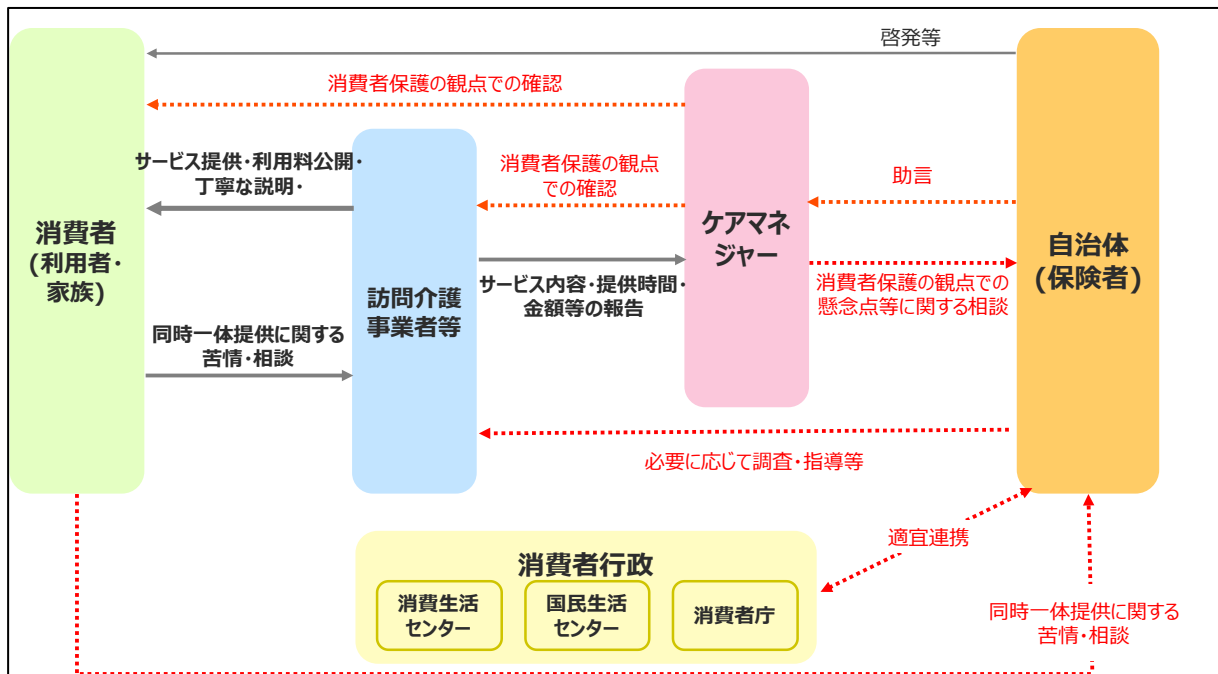 啓発等
消費者保護の観点での確認
サービス提供・利用料公開・
丁寧な説明・
消費者保護の観点
での確認
助言
消費者
(利用者・
家族)
訪問介護
事業者等
ケアマネ
ジャー
自治体
(保険者)
サービス内容・提供時間・
金額等の報告
消費者保護の観点での
懸念点等に関する相談
同時一体提供に関する
苦情・相談
必要に応じて調査・指導等
適宜連携
消費者行政
消費生活
センター
国民生活
センター
消費者庁
同時一体提供に関する
苦情・相談